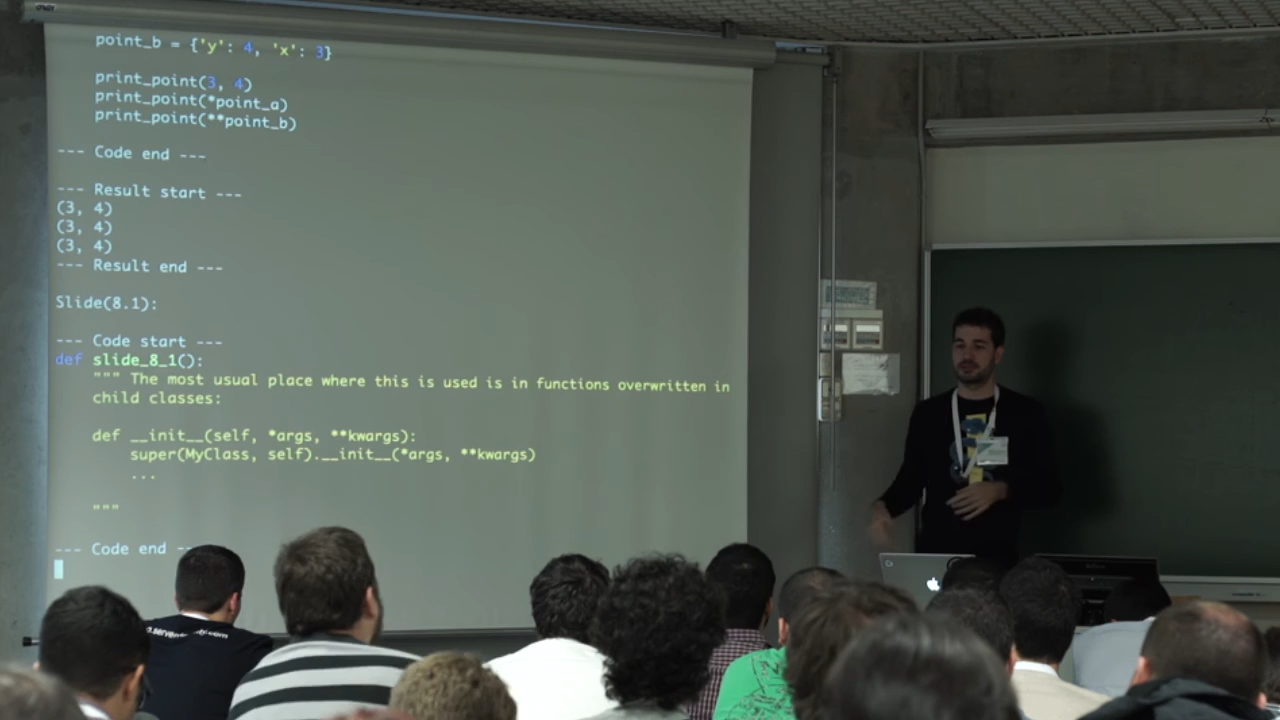 point_b = {'y': 4, 'x': 3}
print_point(3, 4)
print_point(*point_a)
print_point(**point_b)
--- Code end ---
--- Result start ---
(3, 4)
(3, 4)
(3, 4)
--- Result end ---
Slide(8.1):
--- Code start ---
def slide_8_1():
""" The most usual place where this is used is in functions overwritten in
child classes:
def __init__(self, *args, **kwargs):
super(MyClass, self).__init__(*args, **kwargs)
...
"""
--- Code end -